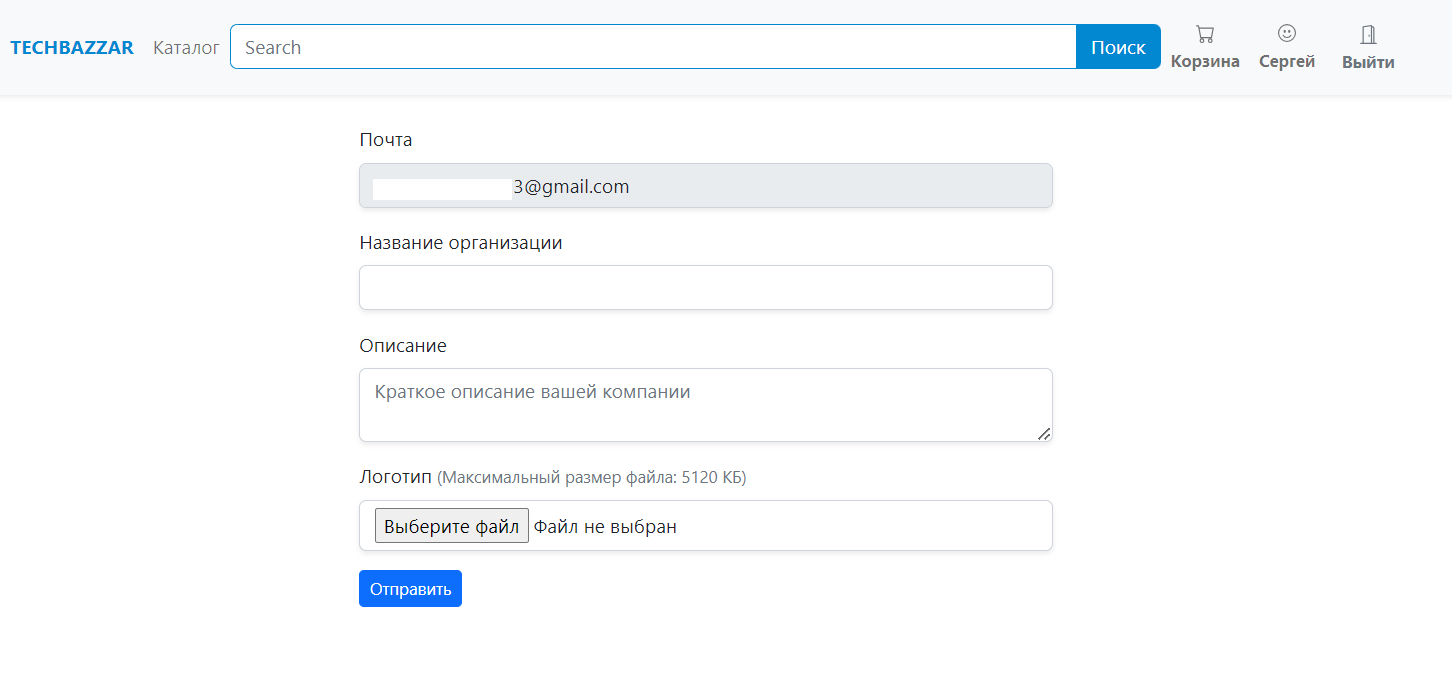 TECHBAZZAR Каталог Search Поиск Корзина Сергей Выйти
Почта
3@gmail.com
Название организации
Описание
Краткое описание вашей компании
Логотип (Максимальный размер файла: 5120 КБ)
Выберите файл Файл не выбран
Отправить